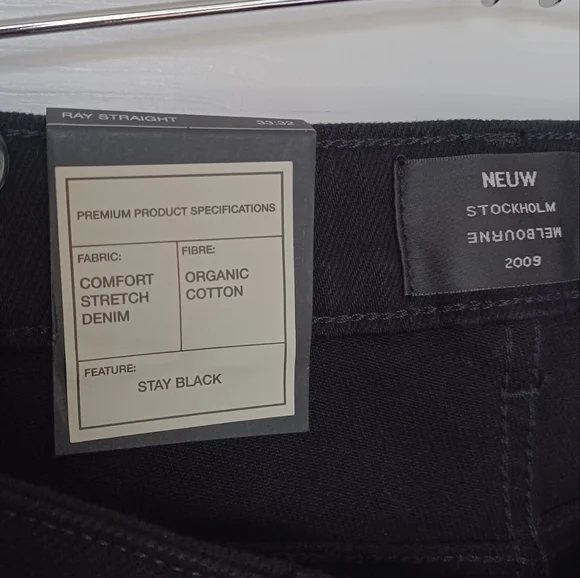 RAY STRAIGHT 33:32
PREMIUM PRODUCT SPECIFICATIONS
FABRIC:
COMFORT
STRETCH
DENIM
FIBRE:
ORGANIC
COTTON
FEATURE:
STAY BLACK
NEUW
STOCKHOLM
MELBOURNE
2009